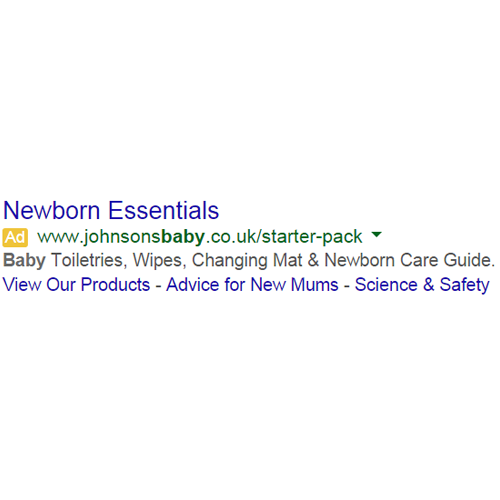 Newborn Essentials
Ad www.johnsonsbaby.co.uk/starter-pack
Baby Toiletries, Wipes, Changing Mat & Newborn Care Guide.
View Our Products - Advice for New Mums - Science & Safety